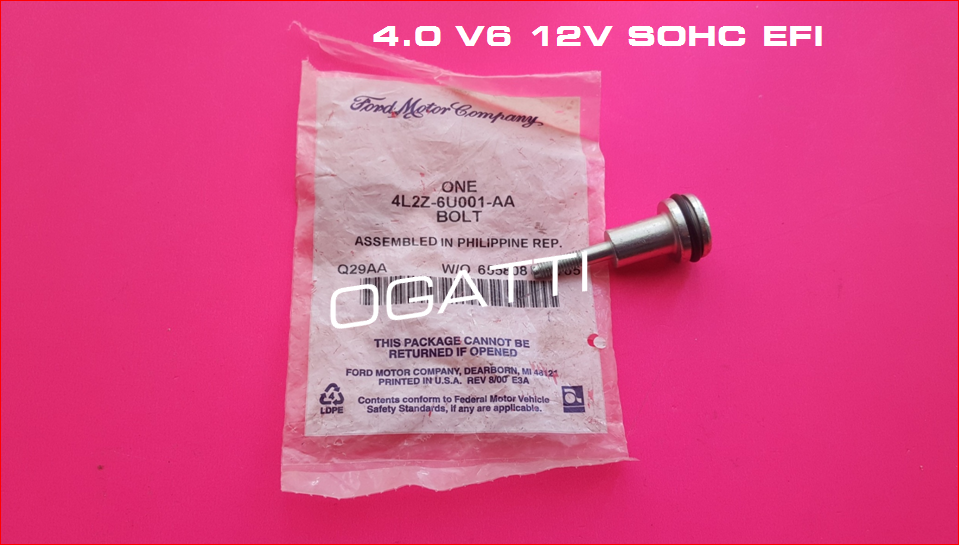 4.0 V6 12V SOHC EFI
Ford Motor Company
ONE
4L2Z-6U001-AA
BOLT
ASSEMBLED IN PHILIPPINE REP.
Q29AA W/O
OGATTI
THIS PACKAGE CANNOT BE
RETURNED IF OPENED
FORD MOTOR COMPANY, DEARBORN, MI 48121
PRINTED IN U.S.A. REV 8/00 E3A
4
LDPE
Contents conform to Federal Motor Vehicle
Safety Standards, if any are applicable.